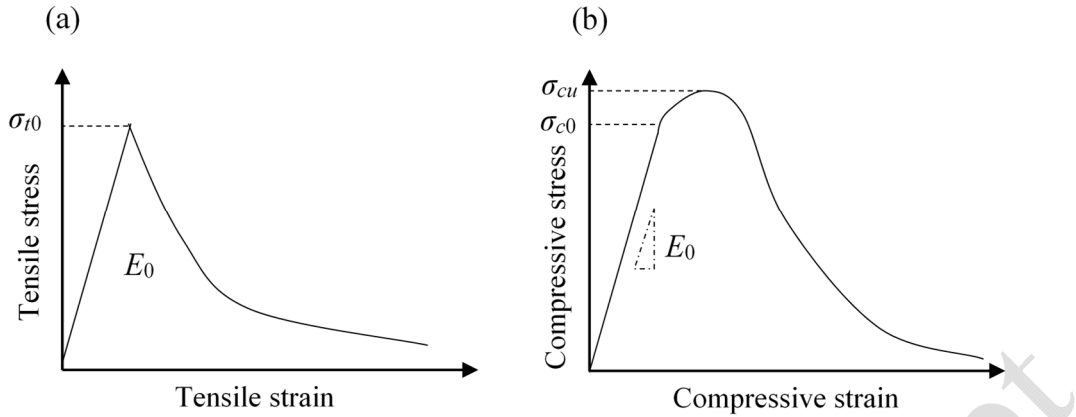 (a)
σt0
Tensile stress
E0
Tensile strain
(b)
σcu
σc0
Compressive stress
E0
Compressive strain